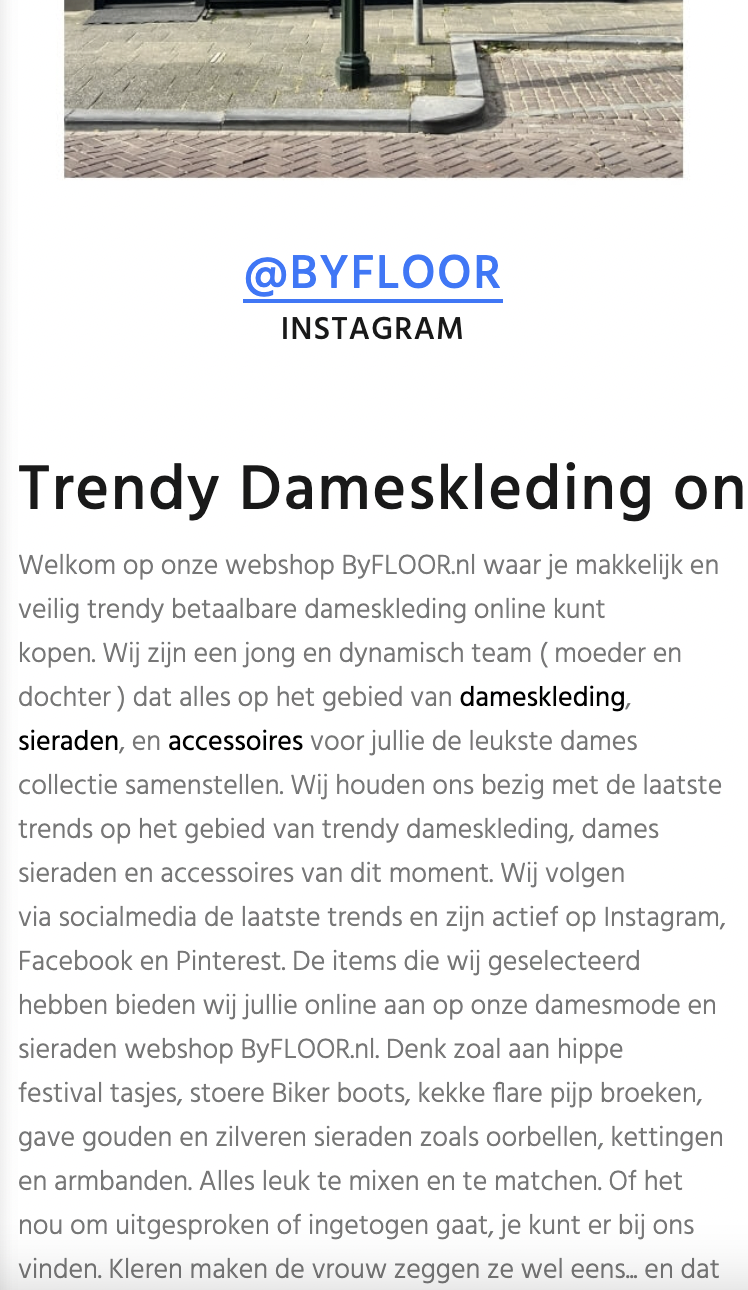 @BYFLOOR
INSTAGRAM
Trendy Dameskleding on
Welkom op onze webshop ByFLOOR.nl waar je makkelijk en
veilig trendy betaalbare dameskleding online kunt
kopen. Wij zijn een jong en dynamisch team ( moeder en
dochter ) dat alles op het gebied van dameskleding,
sieraden, en accessoires voor jullie de leukste dames
collectie samenstellen. Wij houden ons bezig met de laatste
trends op het gebied van trendy dameskleding, dames
sieraden en accessoires van dit moment. Wij volgen
via socialmedia de laatste trends en zijn actief op Instagram,
Facebook en Pinterest. De items die wij geselecteerd
hebben bieden wij jullie online aan op onze damesmode en
sieraden webshop ByFLOOR.nl. Denk zoal aan hippe
festival tasjes, stoere Biker boots, kekke flare pijp broeken,
gave gouden en zilveren sieraden zoals oorbellen, kettingen
en armbanden. Alles leuk te mixen en te matchen. Of het
nou om uitgesproken of ingetogen gaat, je kunt er bij ons
vinden. Kleren maken de vrouw zeggen ze wel eens... en dat